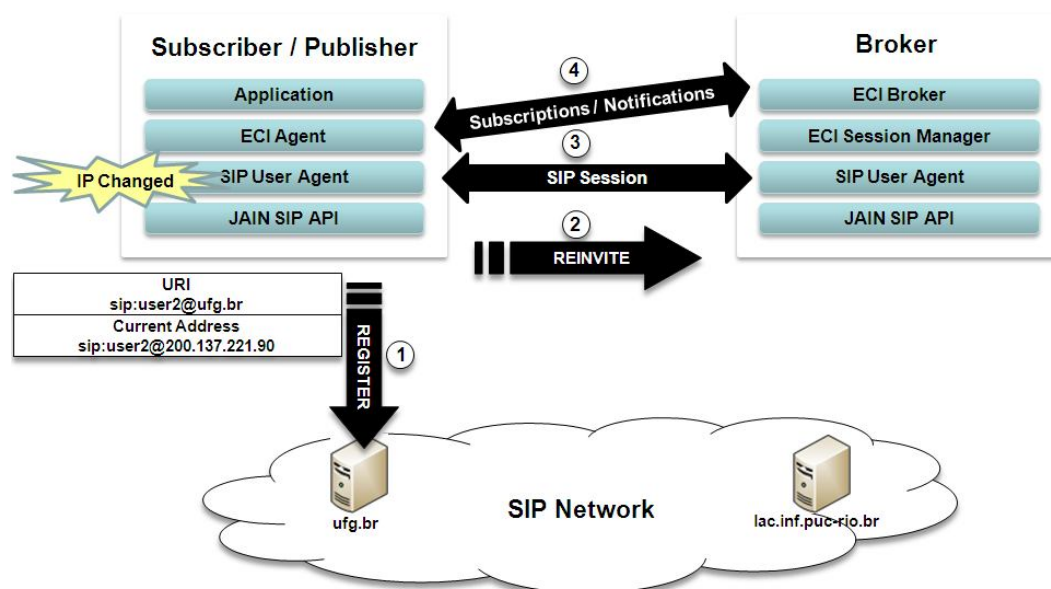 Subscriber / Publisher
Application
ECI Agent
IP Changed
SIP User Agent
JAIN SIP API
4
Subscriptions / Notifications
3
SIP Session
2
REINVITE
Broker
ECI Broker
ECI Session Manager
SIP User Agent
JAIN SIP API
URI
sip:user2@ufg.br
Current Address
sip:user2@200.137.221.90
REGISTER
1
ufg.br
SIP Network
lac.inf.puc-rio.br